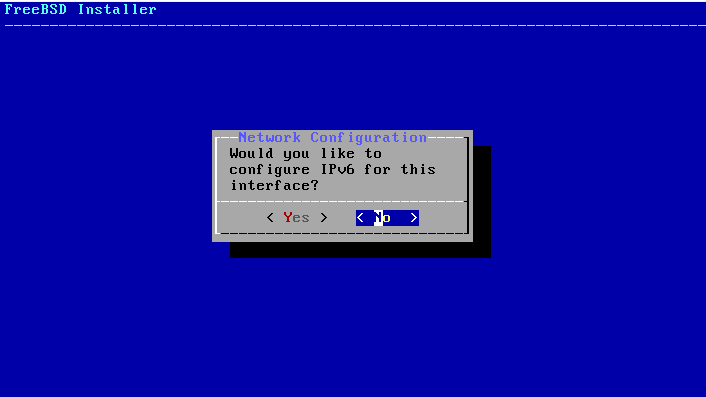 FreeBSD Installer
Network Configuration
Would you like to
configure IPv6 for this
interface?
< Yes > < No >